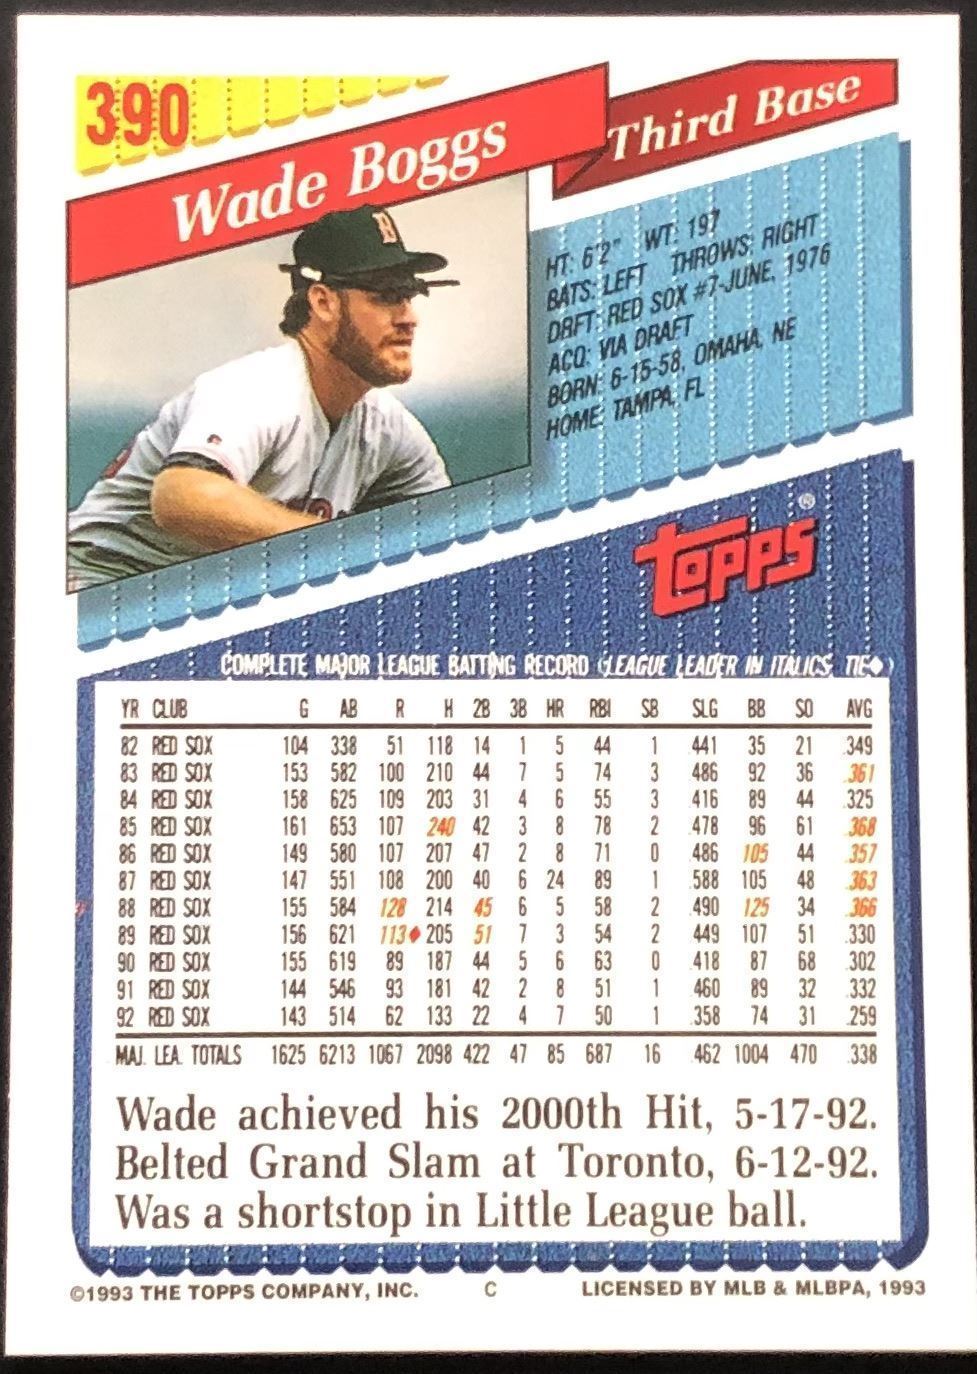 390
Wade Boggs
Third Base
HT: 6'2" WT: 197
BATS: LEFT THROWS: RIGHT
DRFT: RED SOX #7-JUNE, 1976
ACQ: VIA DRAFT
BORN: 6-15-58, OMAHA, NE
HOME: TAMPA, FL
B
TOPPS®
COMPLETE MAJOR LEAGUE BATTING RECORD (LEAGUE LEADER IN ITALICS, TIE♦)
YR CLUB G AB R H 2B 3B HR RBI SB SLG BB SO AVG
82 RED SOX 104 338 51 118 14 1 5 44 1 .441 35 21 .349
83 RED SOX 153 582 100 210 44 7 5 74 3 .486 92 36 .361
84 RED SOX 158 625 109 203 31 4 6 55 3 .416 89 44 .325
85 RED SOX 161 653 107 240 42 3 8 78 2 .478 96 61 .368
86 RED SOX 149 580 107 207 47 2 8 71 0 .486 105 44 .357
87 RED SOX 147 551 108 200 40 6 24 89 1 .588 105 48 .363
88 RED SOX 155 584 128 214 45 6 5 58 2 .490 125 34 .366
89 RED SOX 156 621 113♦ 205 51 7 3 54 2 .449 107 51 .330
90 RED SOX 155 619 89 187 44 5 6 63 0 .418 87 68 .302
91 RED SOX 144 546 93 181 42 2 8 51 1 .460 89 32 .332
92 RED SOX 143 514 62 133 22 4 7 50 1 .358 74 31 .259
MAJ. LEA. TOTALS 1625 6213 1067 2098 422 47 85 687 16 .462 1004 470 .338
Wade achieved his 2000th Hit, 5-17-92.
Belted Grand Slam at Toronto, 6-12-92.
Was a shortstop in Little League ball.
©1993 THE TOPPS COMPANY, INC. C LICENSED BY MLB & MLBPA, 1993